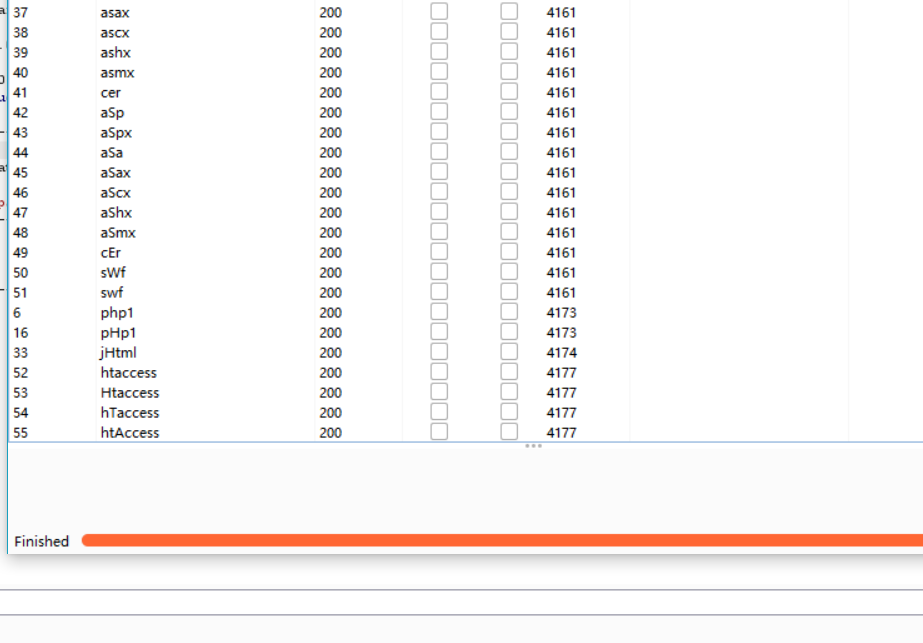 37 asax 200 4161
38 ascx 200 4161
39 ashx 200 4161
40 asmx 200 4161
41 cer 200 4161
42 aSp 200 4161
43 aSpx 200 4161
44 aSa 200 4161
45 aSax 200 4161
46 aScx 200 4161
47 aShx 200 4161
48 aSmx 200 4161
49 cEr 200 4161
50 sWf 200 4161
51 swf 200 4161
6 php1 200 4173
16 pHp1 200 4173
33 jHtml 200 4174
52 htaccess 200 4177
53 Htaccess 200 4177
54 hTaccess 200 4177
55 htAccess 200 4177
Finished